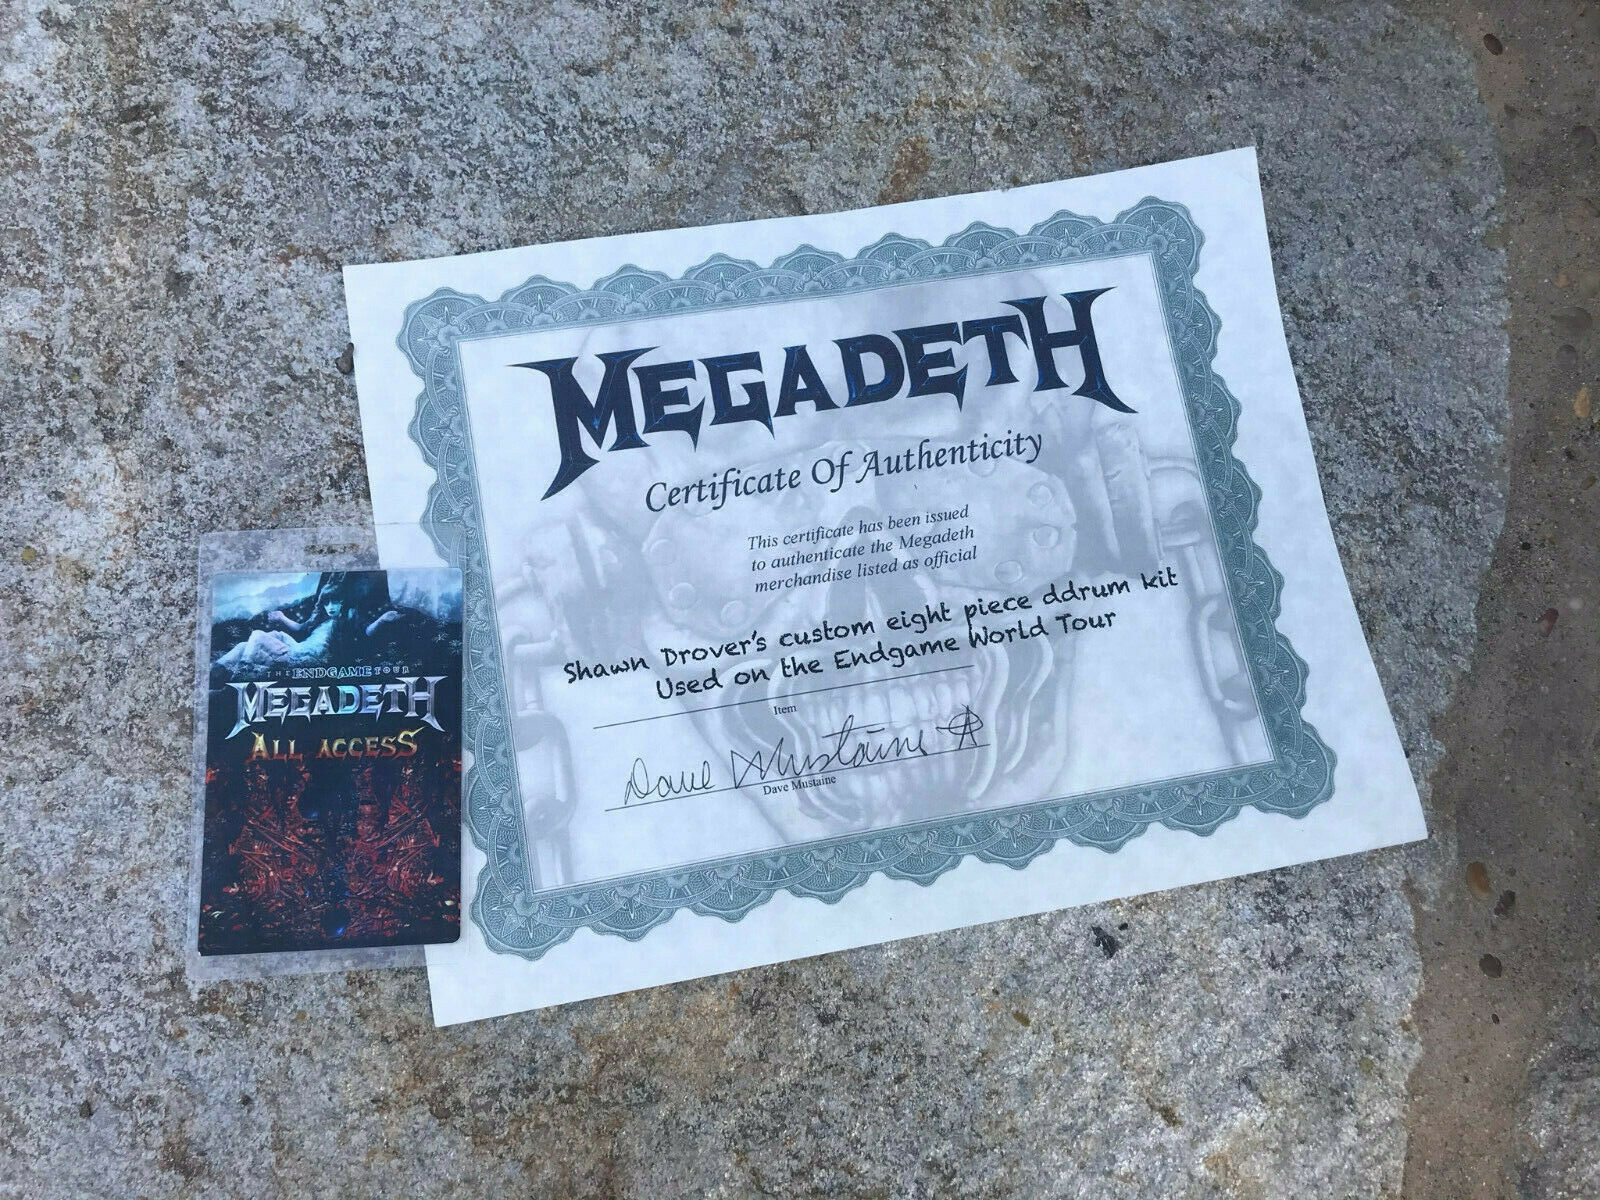 MEGADETH
Certificate Of Authenticity
This certificate has been issued
to authenticate the Megadeth
merchandise listed as official
Shawn Drover's custom eight piece ddrum kit
Used on the Endgame World Tour
Item
Dave Mustaine
Dave Mustaine
THE ENDGAME TOUR
MEGADETH
ALL ACCESS